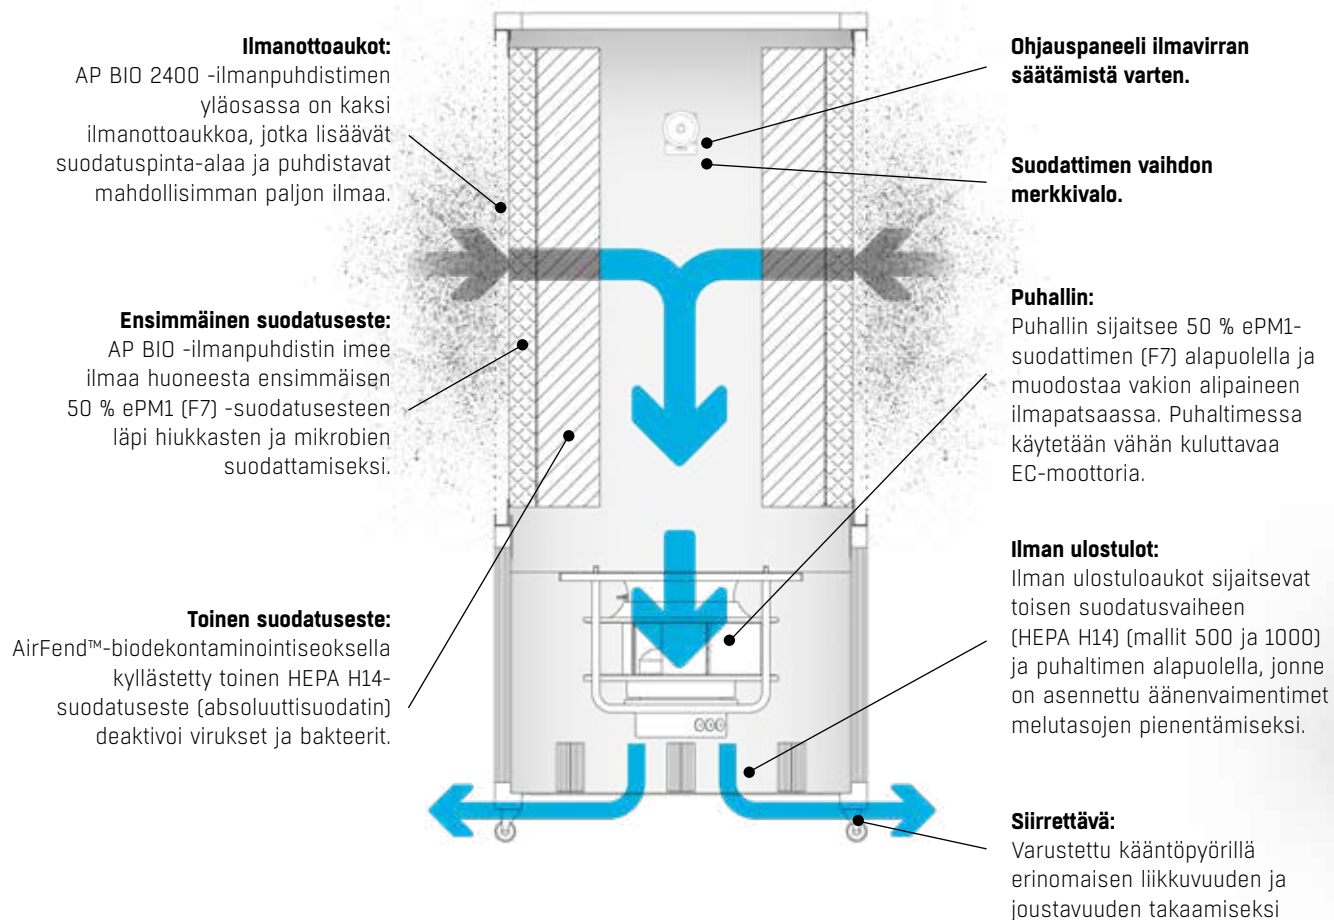 Ilmanottoaukot:
AP BIO 2400 -ilmanpuhdistimen
yläosassa on kaksi
ilmanottoaukkoa, jotka lisäävät
suodatuspinta-alaa ja puhdistavat
mahdollisimman paljon ilmaa.
Ensimmäinen suodatuseste:
AP BIO -ilmanpuhdistin imee
ilmaa huoneesta ensimmäisen
50 % ePM1 (F7) -suodatusesteen
läpi hiukkasten ja mikrobien
suodattamiseksi.
Toinen suodatuseste:
AirFend™-biodekontaminointiseoksella
kyllästetty toinen HEPA H14-
suodatuseste (absoluuttisuodatin)
deaktivoi virukset ja bakteerit.
Ohjauspaneeli ilmavirran
säätämistä varten.
Suodattimen vaihdon
merkkivalo.
Puhallin:
Puhallin sijaitsee 50 % ePM1-
suodattimen (F7) alapuolella ja
muodostaa vakion alipaineen
ilmapatsaassa. Puhaltimessa
käytetään vähän kuluttavaa
EC-moottoria.
Ilman ulostulot:
Ilman ulostuloaukot sijaitsevat
toisen suodatusvaiheen
(HEPA H14) (mallit 500 ja 1000)
ja puhaltimen alapuolella, jonne
on asennettu äänenvaimentimet
melutasojen pienentämiseksi.
Siirrettävä:
Varustettu kääntöpyörillä
erinomaisen liikkuvuuden ja
joustavuuden takaamiseksi